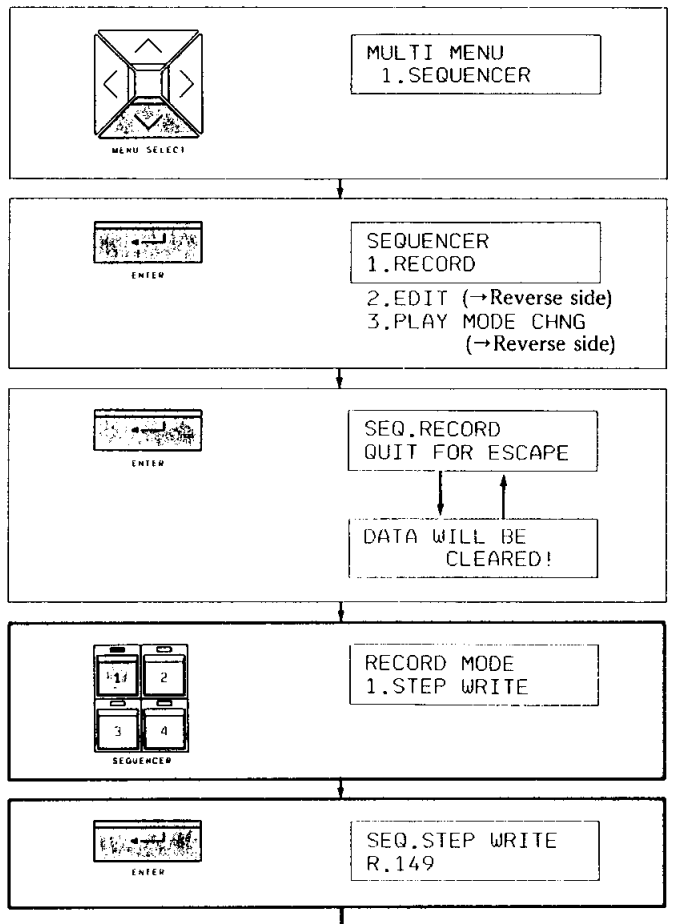 MULTI MENU
1.SEQUENCER
MENU SELECT
SEQUENCER
1.RECORD
ENTER
2.EDIT (→Reverse side)
3.PLAY MODE CHNG
(→Reverse side)
SEQ.RECORD
QUIT FOR ESCAPE
ENTER
DATA WILL BE
CLEARED!
RECORD MODE
1.STEP WRITE
1 2
3 4
SEQUENCER
SEQ.STEP WRITE
R.149
ENTER